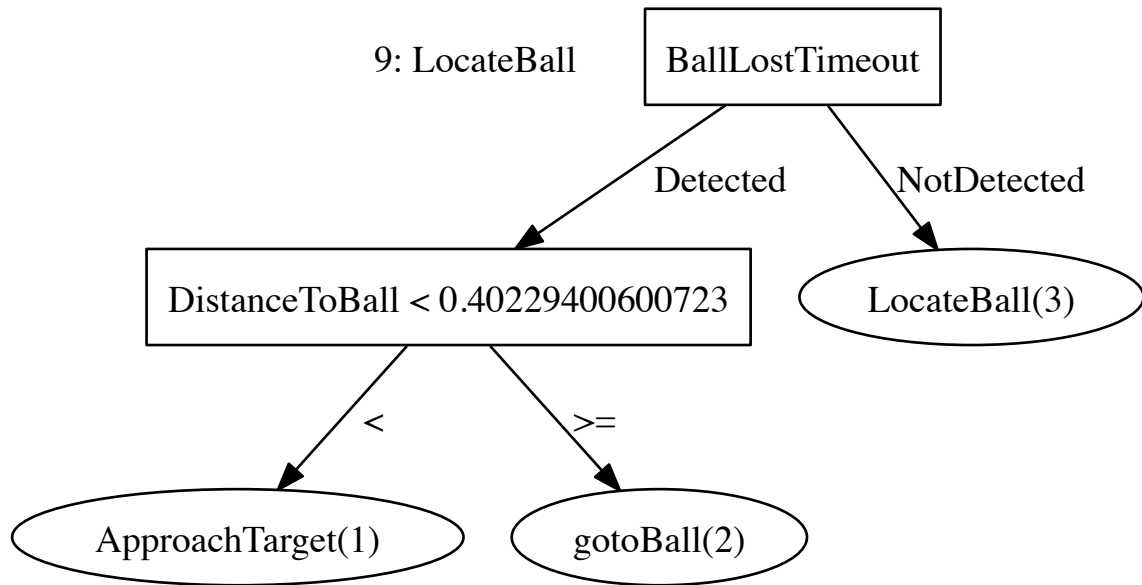 9: LocateBall
BallLostTimeout
Detected
NotDetected
DistanceToBall < 0.40229400600723
LocateBall(3)
<
>=
ApproachTarget(1)
gotoBall(2)